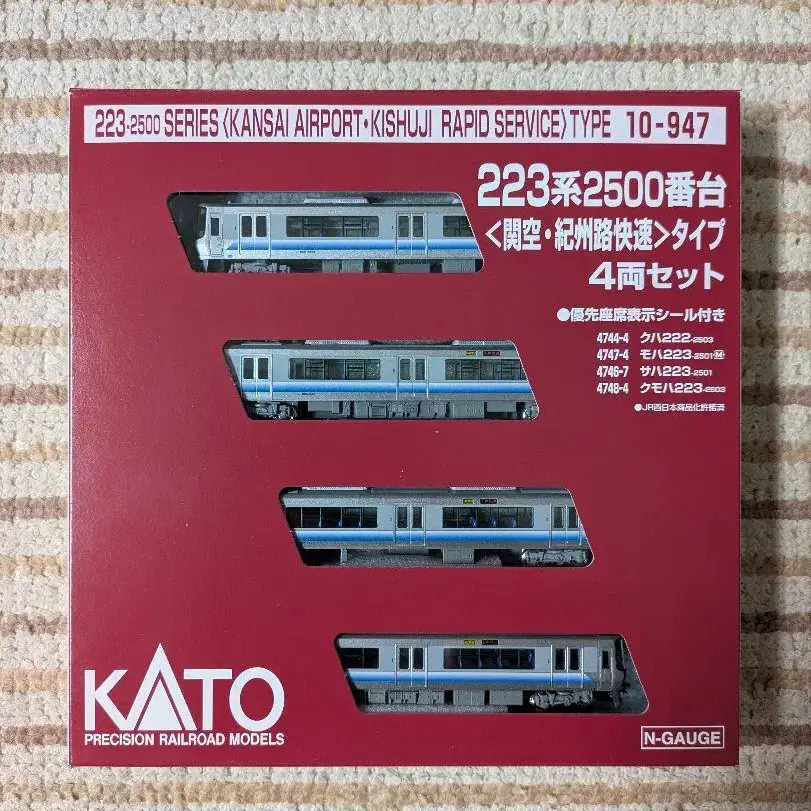 223-2500 SERIES〈KANSAI AIRPORT・KISHUJI RAPID SERVICE〉TYPE 10-947
223系2500番台
〈関空・紀州路快速〉タイプ
4両セット
●優先座席表示シール付き
4744-4 クハ222-2503
4747-4 モハ223-2501Ⓜ
4746-7 サハ223-2501
4748-4 クモハ223-2503
●JR西日本商品化許諾済
KATO
PRECISION RAILROAD MODELS
N-GAUGE